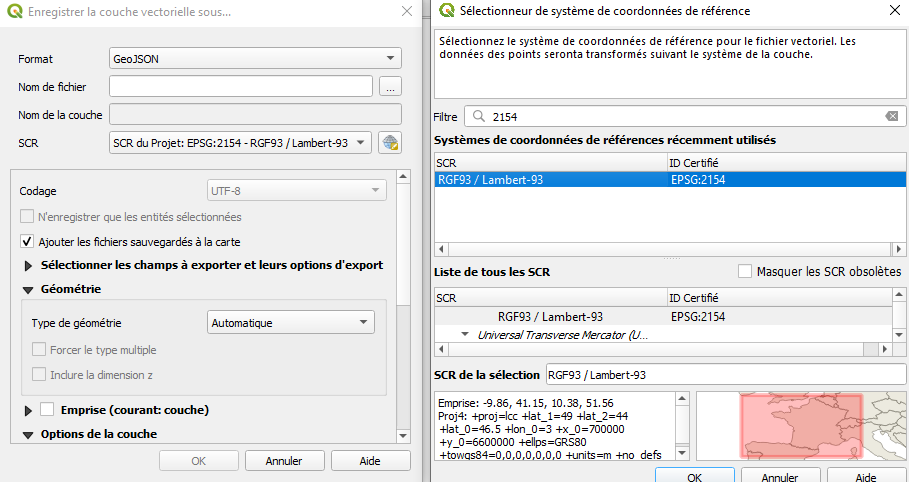 Enregistrer la couche vectorielle sous...
Format
GeoJSON
Nom de fichier
...
Nom de la couche
SCR
SCR du Projet: EPSG:2154 - RGF93 / Lambert-93
Codage
UTF-8
N'enregistrer que les entités sélectionnées
Ajouter les fichiers sauvegardés à la carte
Sélectionner les champs à exporter et leurs options d'export
Géométrie
Type de géométrie
Automatique
Forcer le type multiple
Inclure la dimension z
Emprise (courant: couche)
Options de la couche
OK
Annuler
Aide
Sélectionneur de système de coordonnées de référence
Sélectionnez le système de coordonnées de référence pour le fichier vectoriel. Les
données des points seronta transformés suivant le système de la couche.
Filtre
2154
Systèmes de coordonnées de références récemment utilisés
SCR
ID Certifié
RGF93 / Lambert-93
EPSG:2154
Liste de tous les SCR
Masquer les SCR obsolètes
SCR
ID Certifié
RGF93 / Lambert-93
EPSG:2154
Universal Transverse Mercator (U...
SCR de la sélection
RGF93 / Lambert-93
Emprise: -9.86, 41.15, 10.38, 51.56
Proj4: +proj=lcc +lat_1=49 +lat_2=44
+lat_0=46.5 +lon_0=3 +x_0=700000
+y_0=6600000 +ellps=GRS80
+towgs84=0,0,0,0,0,0,0 +units=m +no_defs
OK
Annuler
Aide